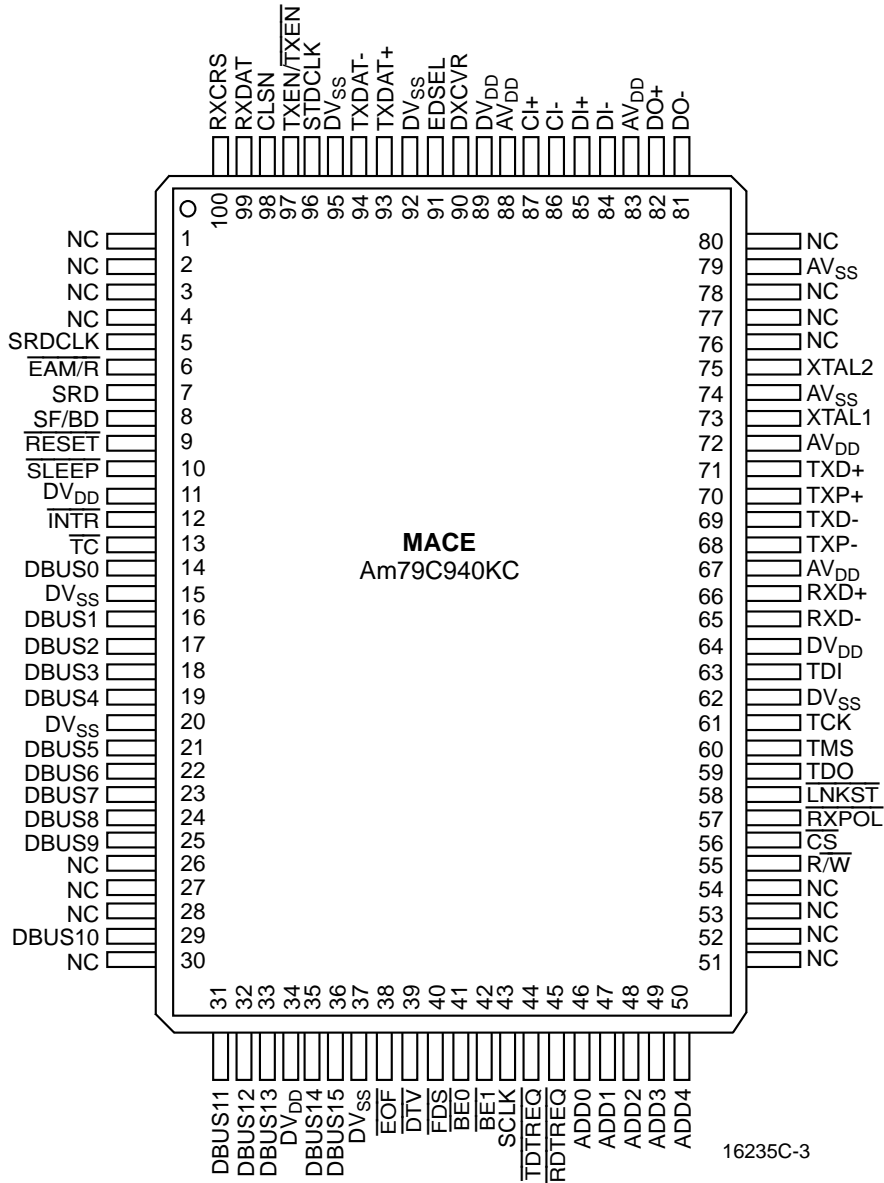 RXCRS
RXDAT
CLSN
TXEN/TXEN
STDCLK
DVSS
TXDAT-
TXDAT+
DVSS
EDSEL
DXCVR
DVDD
AVDD
CI+
CI-
DI+
DI-
AVDD
DO+
DO-
100 99 98 97 96 95 94 93 92 91 90 89 88 87 86 85 84 83 82 81
NC 1
NC 2
NC 3
NC 4
SRDCLK 5
EAM/R 6
SRD 7
SF/BD 8
RESET 9
SLEEP 10
DVDD 11
INTR 12
TC 13
DBUS0 14
DVSS 15
DBUS1 16
DBUS2 17
DBUS3 18
DBUS4 19
DVSS 20
DBUS5 21
DBUS6 22
DBUS7 23
DBUS8 24
DBUS9 25
NC 26
NC 27
NC 28
DBUS10 29
NC 30
MACE
Am79C940KC
80 NC
79 AVSS
78 NC
77 NC
76 NC
75 XTAL2
74 AVSS
73 XTAL1
72 AVDD
71 TXD+
70 TXP+
69 TXD-
68 TXP-
67 AVDD
66 RXD+
65 RXD-
64 DVDD
63 TDI
62 DVSS
61 TCK
60 TMS
59 TDO
58 LNKST
57 RXPOL
56 CS
55 R/W
54 NC
53 NC
52 NC
51 NC
31 32 33 34 35 36 37 38 39 40 41 42 43 44 45 46 47 48 49 50
DBUS11
DBUS12
DBUS13
DVDD
DBUS14
DBUS15
DVSS
EOF
DTV
FDS
BE0
BE1
SCLK
TDTREQ
RDTREQ
ADD0
ADD1
ADD2
ADD3
ADD4
16235C-3